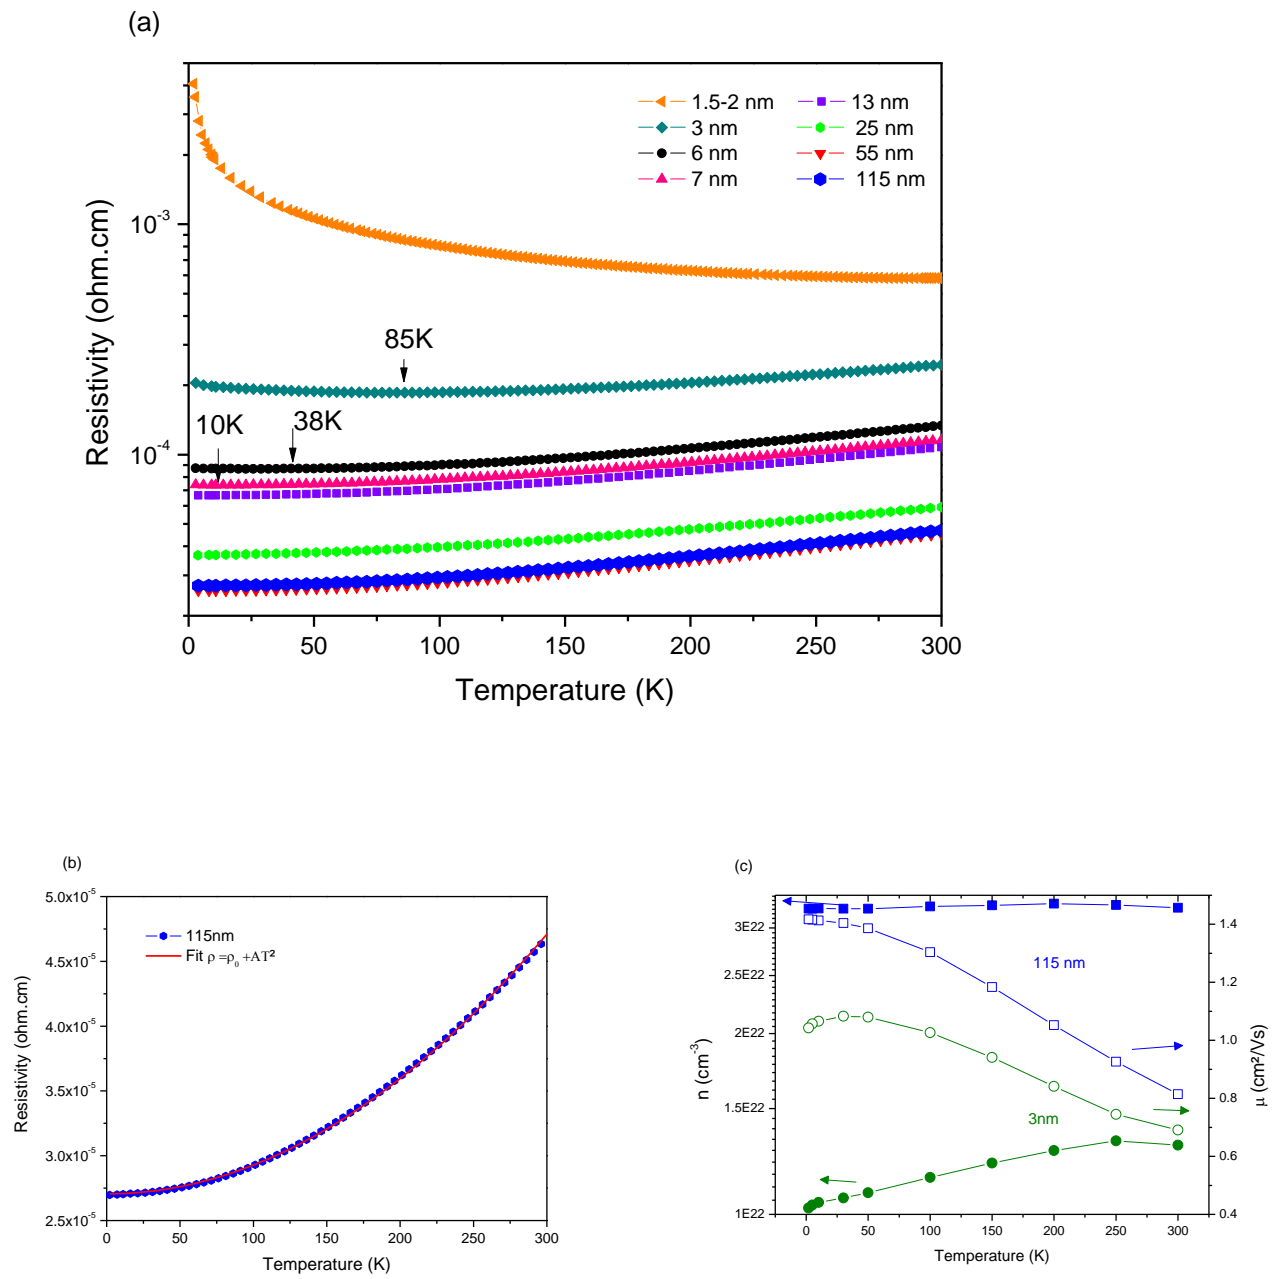 (a)
1.5-2 nm
3 nm
6 nm
7 nm
13 nm
25 nm
55 nm
115 nm
10⁻³
10⁻⁴
Resistivity (ohm.cm)
85K
10K
38K
0 50 100 150 200 250 300
Temperature (K)
(b)
5.0x10⁻⁵
4.5x10⁻⁵
4.0x10⁻⁵
3.5x10⁻⁵
3.0x10⁻⁵
2.5x10⁻⁵
Resistivity (ohm.cm)
115nm
Fit ρ =ρ₀ +AT²
0 50 100 150 200 250 300
Temperature (K)
(c)
3E22
2.5E22
2E22
1.5E22
1E22
n (cm⁻³)
115 nm
3nm
1.4
1.2
1.0
0.8
0.6
0.4
μ (cm²/Vs)
0 50 100 150 200 250 300
Temperature (K)